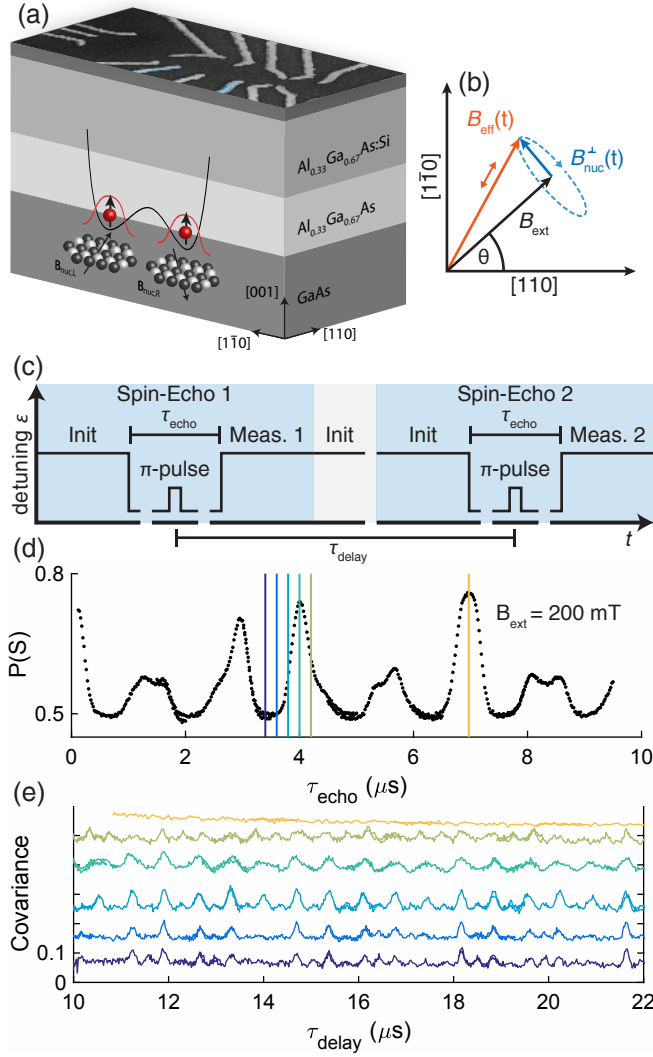 (a)
Al0.33Ga0.67As:Si
Al0.33Ga0.67As
Bnuc,L
Bnuc,R
GaAs
[001]
[11̄0]
[110]
(b)
[11̄0]
Beff(t)
B⊥nuc(t)
Bext
θ
[110]
(c)
detuning ε
Spin-Echo 1
Spin-Echo 2
τecho
τecho
Init
Meas. 1
Init
Init
Meas. 2
π-pulse
π-pulse
τdelay
t
(d)
P(S)
0.8
0.5
Bext = 200 mT
0 2 4 6 8 10
τecho (μs)
(e)
Covariance
0.1
0
10 12 14 16 18 20 22
τdelay (μs)